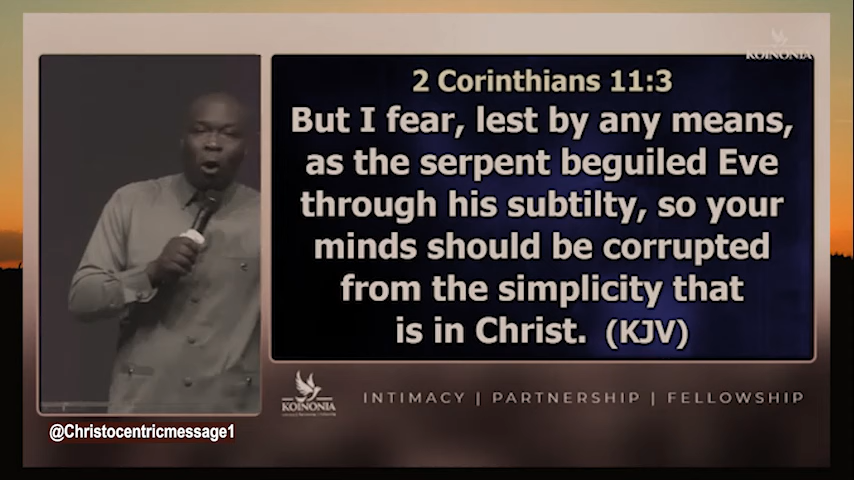 KOINONIA
2 Corinthians 11:3
But I fear, lest by any means,
as the serpent beguiled Eve
through his subtilty, so your
minds should be corrupted
from the simplicity that
is in Christ. (KJV)
KOINONIA
INTIMACY | PARTNERSHIP | FELLOWSHIP
@Christocentricmessage1